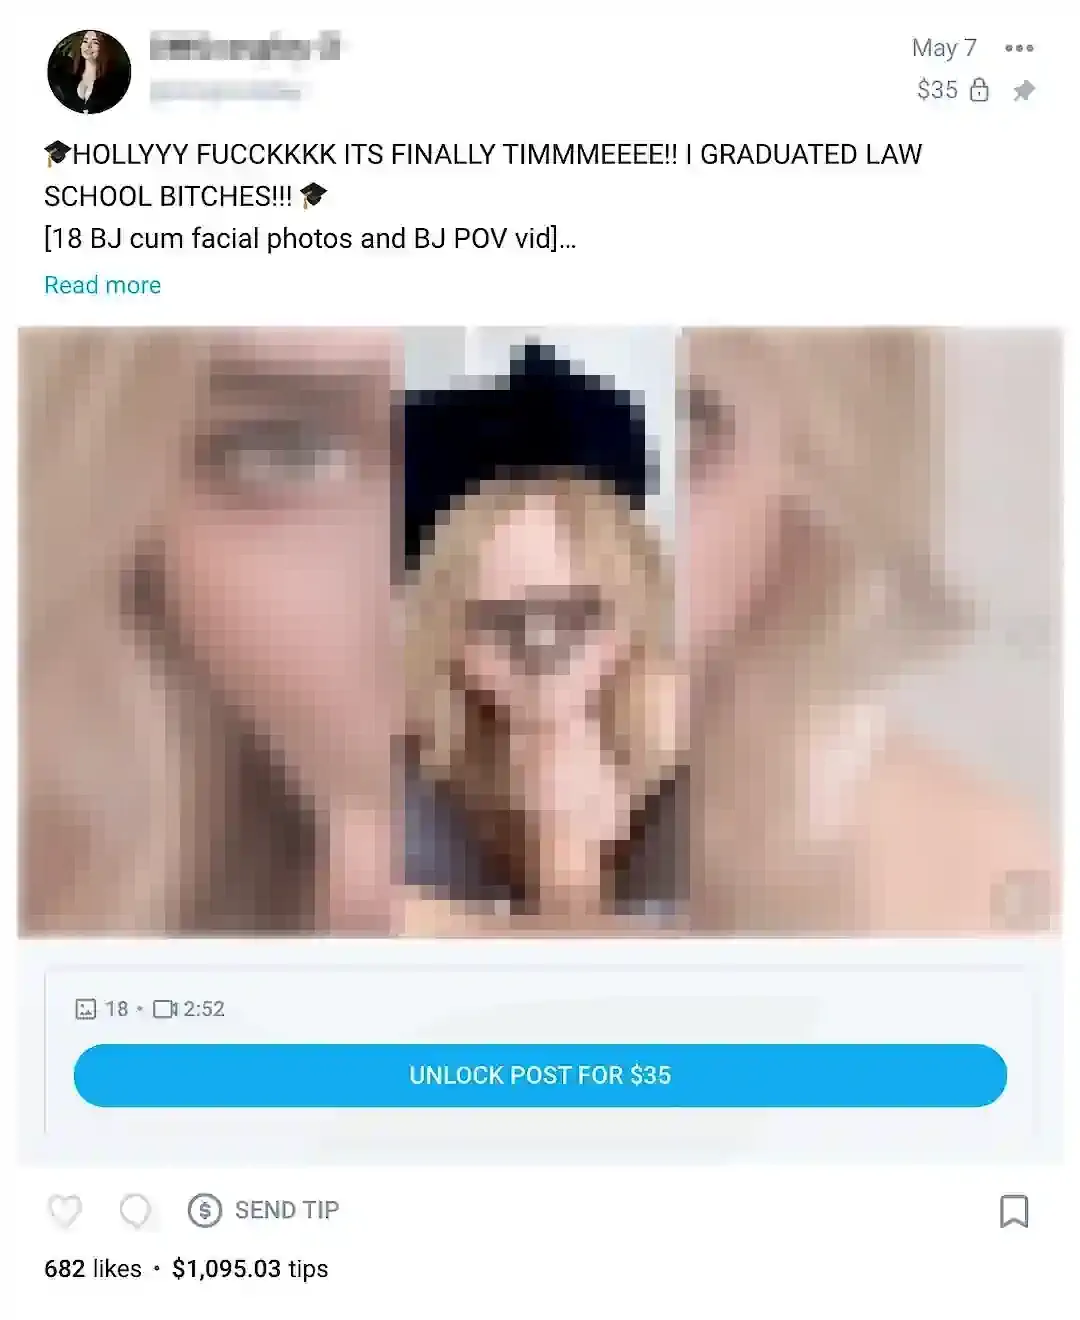 May 7
$35
🎓HOLLYYY FUCCKKKK ITS FINALLY TIMMMEEEE!! I GRADUATED LAW
SCHOOL BITCHES!!! 🎓
[18 BJ cum facial photos and BJ POV vid]...
Read more
18 • 2:52
UNLOCK POST FOR $35
SEND TIP
682 likes • $1,095.03 tips